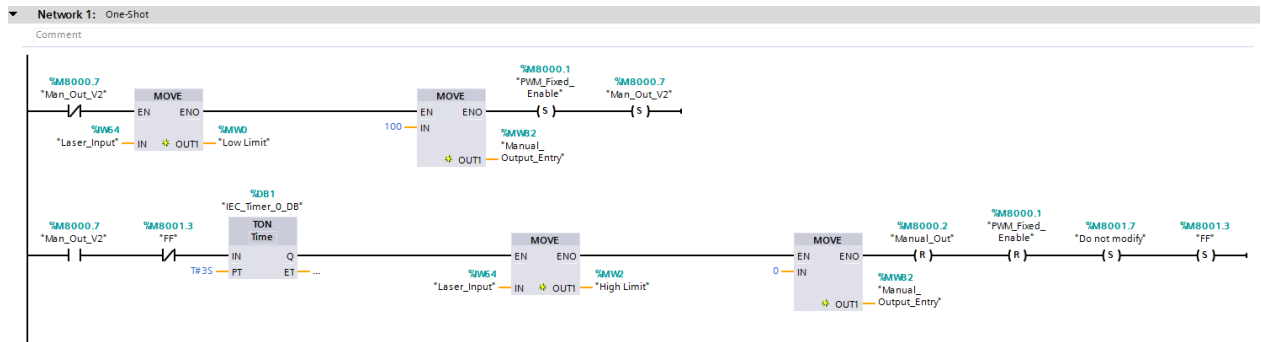 Network 1: One-Shot
Comment
%M8000.7
"Man_Out_V2"
MOVE
EN ENO
%IW64
"Laser_Input"
IN OUT1
%MW0
"Low Limit"
MOVE
EN ENO
100
IN
OUT1
%MW82
"Manual_
Output_Entry"
%M8000.1
"PWM_Fixed_
Enable"
S
%M8000.7
"Man_Out_V2"
S
%M8000.7
"Man_Out_V2"
%M8001.3
"FF"
%DB1
"IEC_Timer_0_DB"
TON
Time
IN Q
T#3S
PT ET
...
MOVE
EN ENO
%IW64
"Laser_Input"
IN OUT1
%MW2
"High Limit"
MOVE
EN ENO
0
IN
OUT1
%MW82
"Manual_
Output_Entry"
%M8000.2
"Manual_Out"
R
%M8000.1
"PWM_Fixed_
Enable"
R
%M8001.7
"Do not modify"
S
%M8001.3
"FF"
S